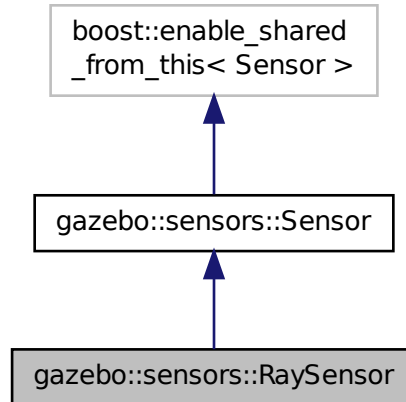 boost::enable_shared
_from_this< Sensor >
gazebo::sensors::Sensor
gazebo::sensors::RaySensor